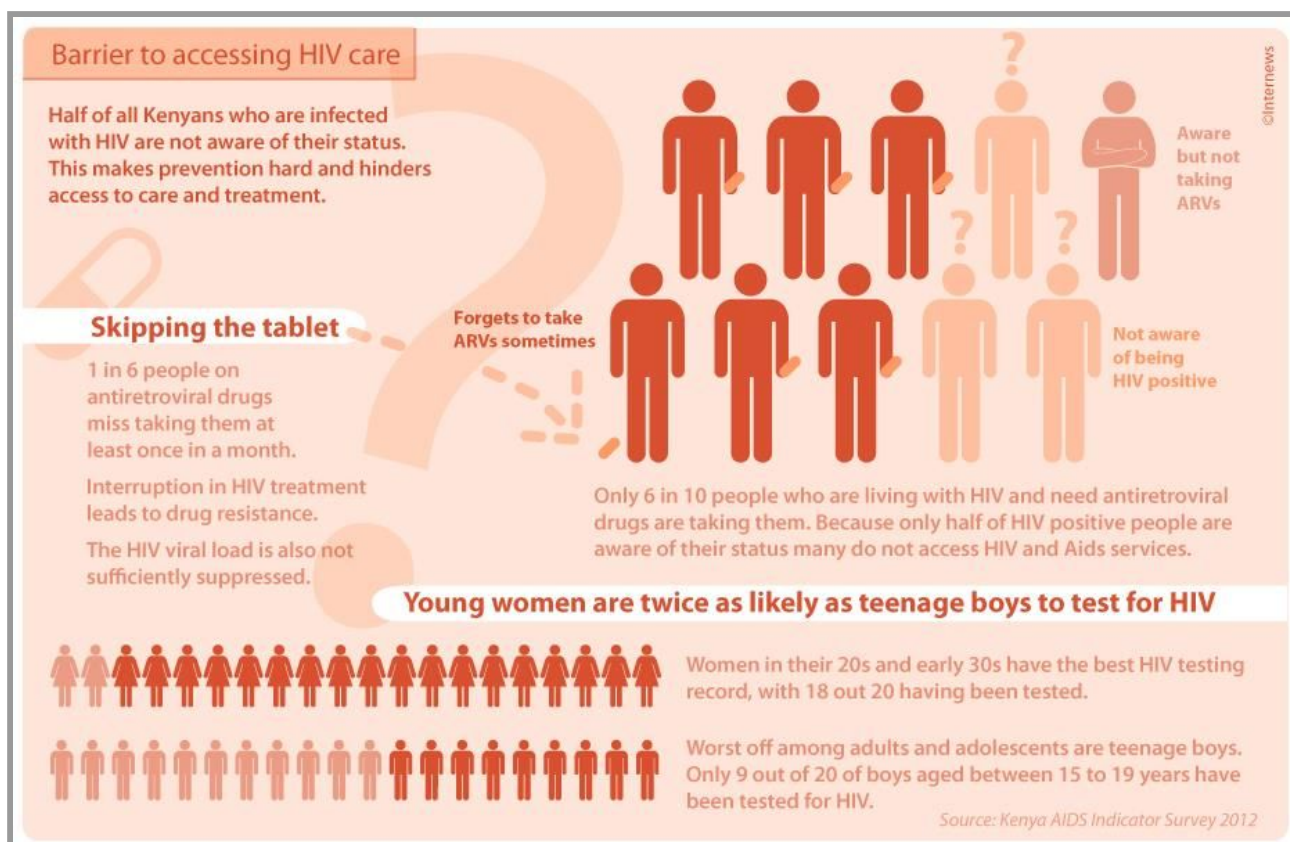 Barrier to accessing HIV care
Half of all Kenyans who are infected
with HIV are not aware of their status.
This makes prevention hard and hinders
access to care and treatment.
?
©Internews
Aware
but not
taking
ARVs
? ?
Skipping the tablet
1 in 6 people on
antiretroviral drugs
miss taking them at
least once in a month.
Interruption in HIV treatment
leads to drug resistance.
The HIV viral load is also not
sufficiently suppressed.
?
Forgets to take
ARVs sometimes
Not aware
of being
HIV positive
Only 6 in 10 people who are living with HIV and need antiretroviral
drugs are taking them. Because only half of HIV positive people are
aware of their status many do not access HIV and Aids services.
Young women are twice as likely as teenage boys to test for HIV
Women in their 20s and early 30s have the best HIV testing
record, with 18 out 20 having been tested.
Worst off among adults and adolescents are teenage boys.
Only 9 out of 20 of boys aged between 15 to 19 years have
been tested for HIV.
Source: Kenya AIDS Indicator Survey 2012